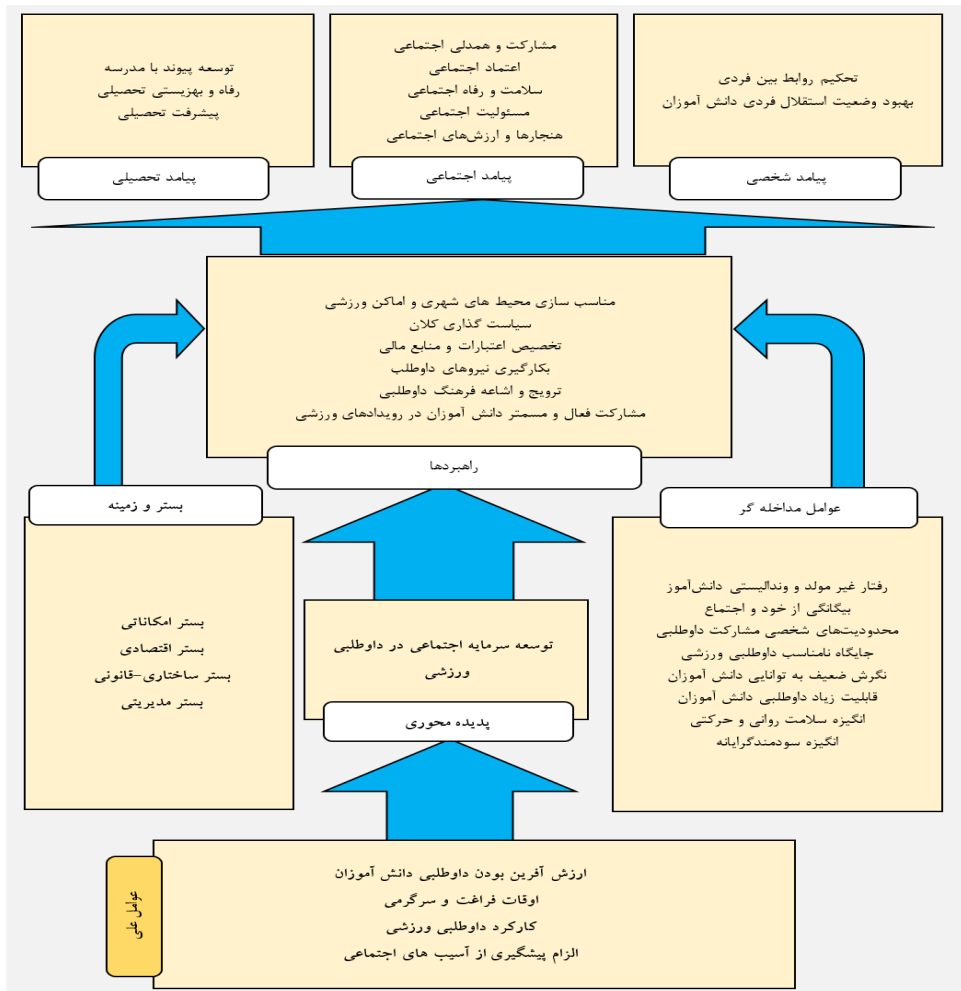 تحکیم روابط بین فردی
بهبود وضعیت استقلال فردی دانش آموزان
پیامد شخصی
مشارکت و همدلی اجتماعی
اعتماد اجتماعی
سلامت و رفاه اجتماعی
مسئولیت اجتماعی
هنجارها و ارزش‌های اجتماعی
پیامد اجتماعی
توسعه پیوند با مدرسه
رفاه و بهزیستی تحصیلی
پیشرفت تحصیلی
پیامد تحصیلی
مناسب سازی محیط های شهری و اماکن ورزشی
سیاست گذاری کلان
تخصیص اعتبارات و منابع مالی
بکارگیری نیروهای داوطلب
ترویج و اشاعه فرهنگ داوطلبی
مشارکت فعال و مسمتر دانش آموزان در رویدادهای ورزشی
راهبردها
عوامل مداخله گر
رفتار غیر مولد و وندالیستی دانش‌آموز
بیگانگی از خود و اجتماع
محدودیت‌های شخصی مشارکت داوطلبی
جایگاه نامناسب داوطلبی ورزشی
نگرش ضعیف به توانایی دانش آموزان
قابلیت زیاد داوطلبی دانش آموزان
انگیزه سلامت روانی و حرکتی
انگیزه سودمندگرایانه
توسعه سرمایه اجتماعی در داوطلبی
ورزشی
پدیده محوری
بستر و زمینه
بستر امکاناتی
بستر اقتصادی
بستر ساختاری-قانونی
بستر مدیریتی
ارزش آفرین بودن داوطلبی دانش آموزان
اوقات فراغت و سرگرمی
کارکرد داوطلبی ورزشی
الزام پیشگیری از آسیب های اجتماعی
عوامل علی